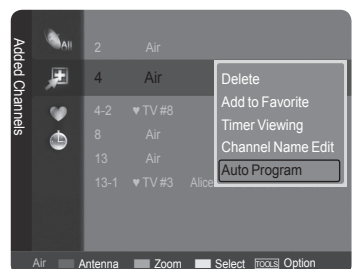 Added Channels
All
2 Air
4 Air
4-2 ♥ TV #8
8 Air
13 Air
13-1 ♥ TV #3 Alice
Delete
Add to Favorite
Timer Viewing
Channel Name Edit
Auto Program
Air Antenna Zoom Select TOOLS Option